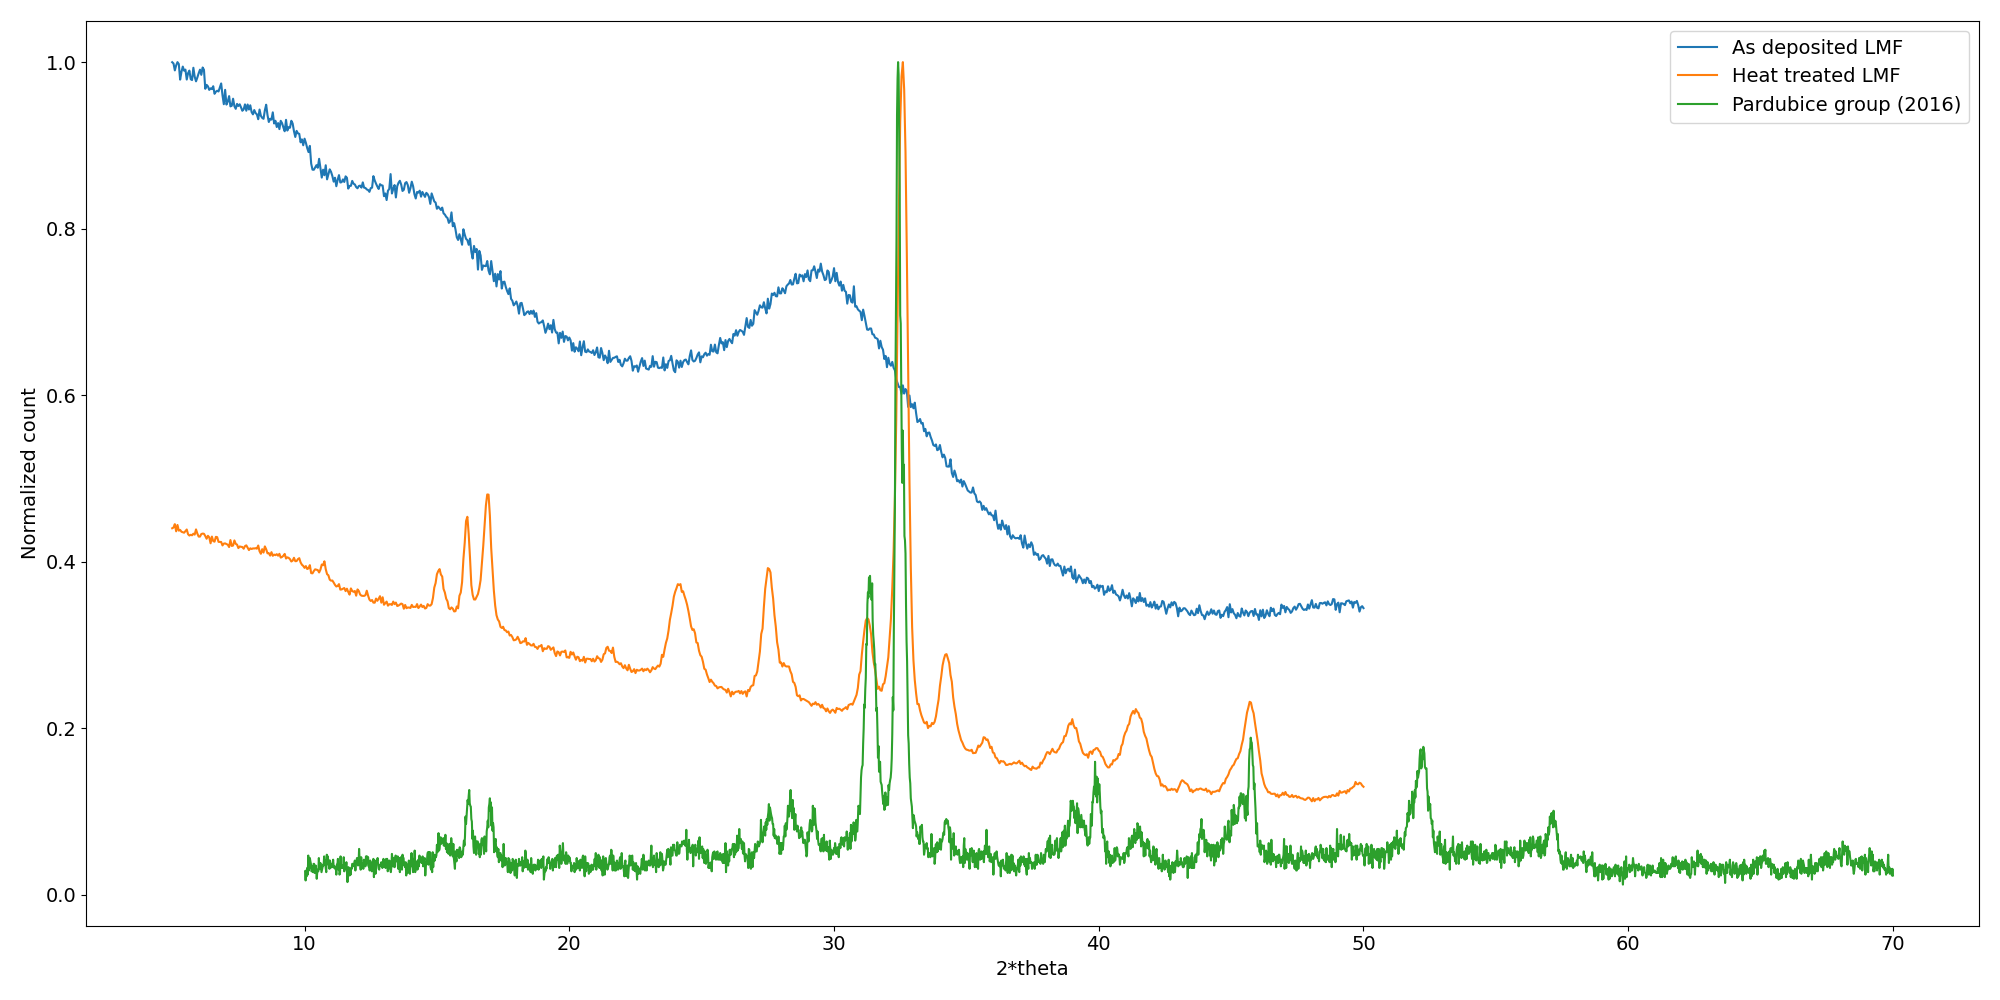 As deposited LMF
Heat treated LMF
Pardubice group (2016)
Normalized count
1.0
0.8
0.6
0.4
0.2
0.0
10 20 30 40 50 60 70
2*theta